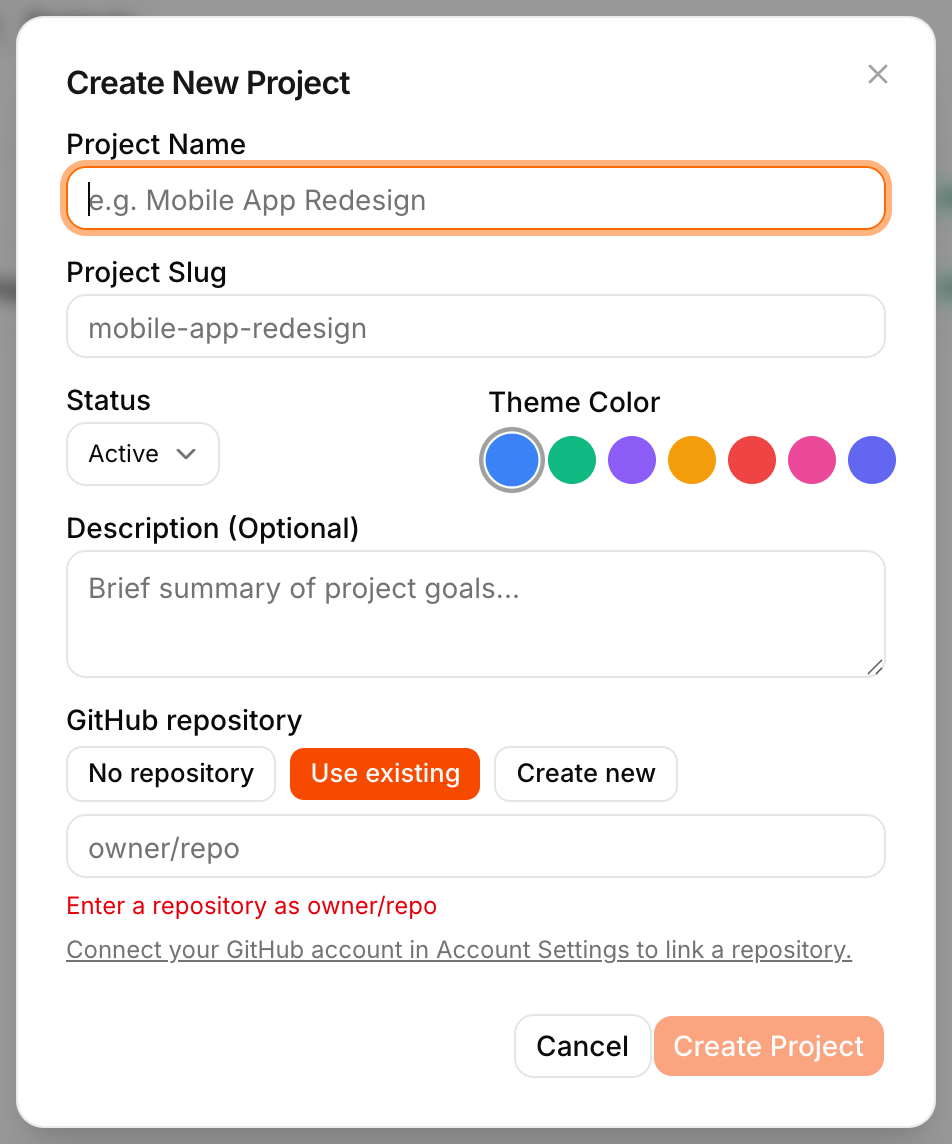 Create New Project
Project Name
e.g. Mobile App Redesign
Project Slug
mobile-app-redesign
Status
Theme Color
Active
Description (Optional)
Brief summary of project goals...
GitHub repository
No repository
Use existing
Create new
owner/repo
Enter a repository as owner/repo
Connect your GitHub account in Account Settings to link a repository.
Cancel
Create Project